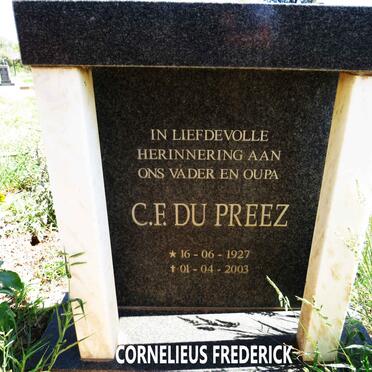 IN LIEFDEVOLLE
HERINNERING AAN
ONS VADER EN OUPA
C.F. DU PREEZ
★ 16 - 06 - 1927
✝ 01 - 04 - 2003
CORNELIEUS FREDERICK